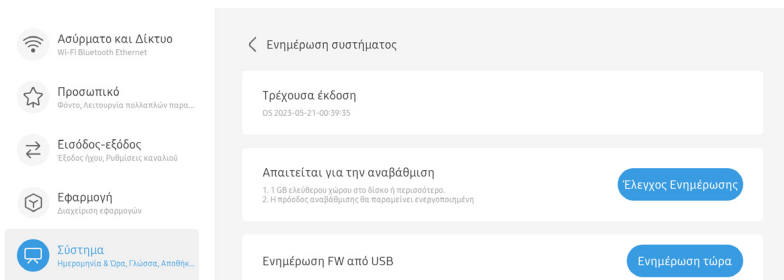 Ασύρματο και Δίκτυο
Wi-Fi Bluetooth Ethernet
Προσωπικό
Φόντο, Λειτουργία πολλαπλών παρα...
Εισόδος-εξόδος
Έξοδος ήχου, Ρυθμίσεις καναλιού
Εφαρμογή
Διαχείριση εφαρμογών
Σύστημα
Ημερομηνία & Ώρα, Γλώσσα, Αποθήκ...
Ενημέρωση συστήματος
Τρέχουσα έκδοση
OS 2023-05-21-00:39:35
Απαιτείται για την αναβάθμιση
1. 1 GB ελεύθερου χώρου στο δίσκο ή περισσότερο.
2. Η πρόοδος αναβάθμισης θα παραμείνει ενεργοποιημένη
Έλεγχος Ενημέρωσης
Ενημέρωση FW από USB
Ενημέρωση τώρα